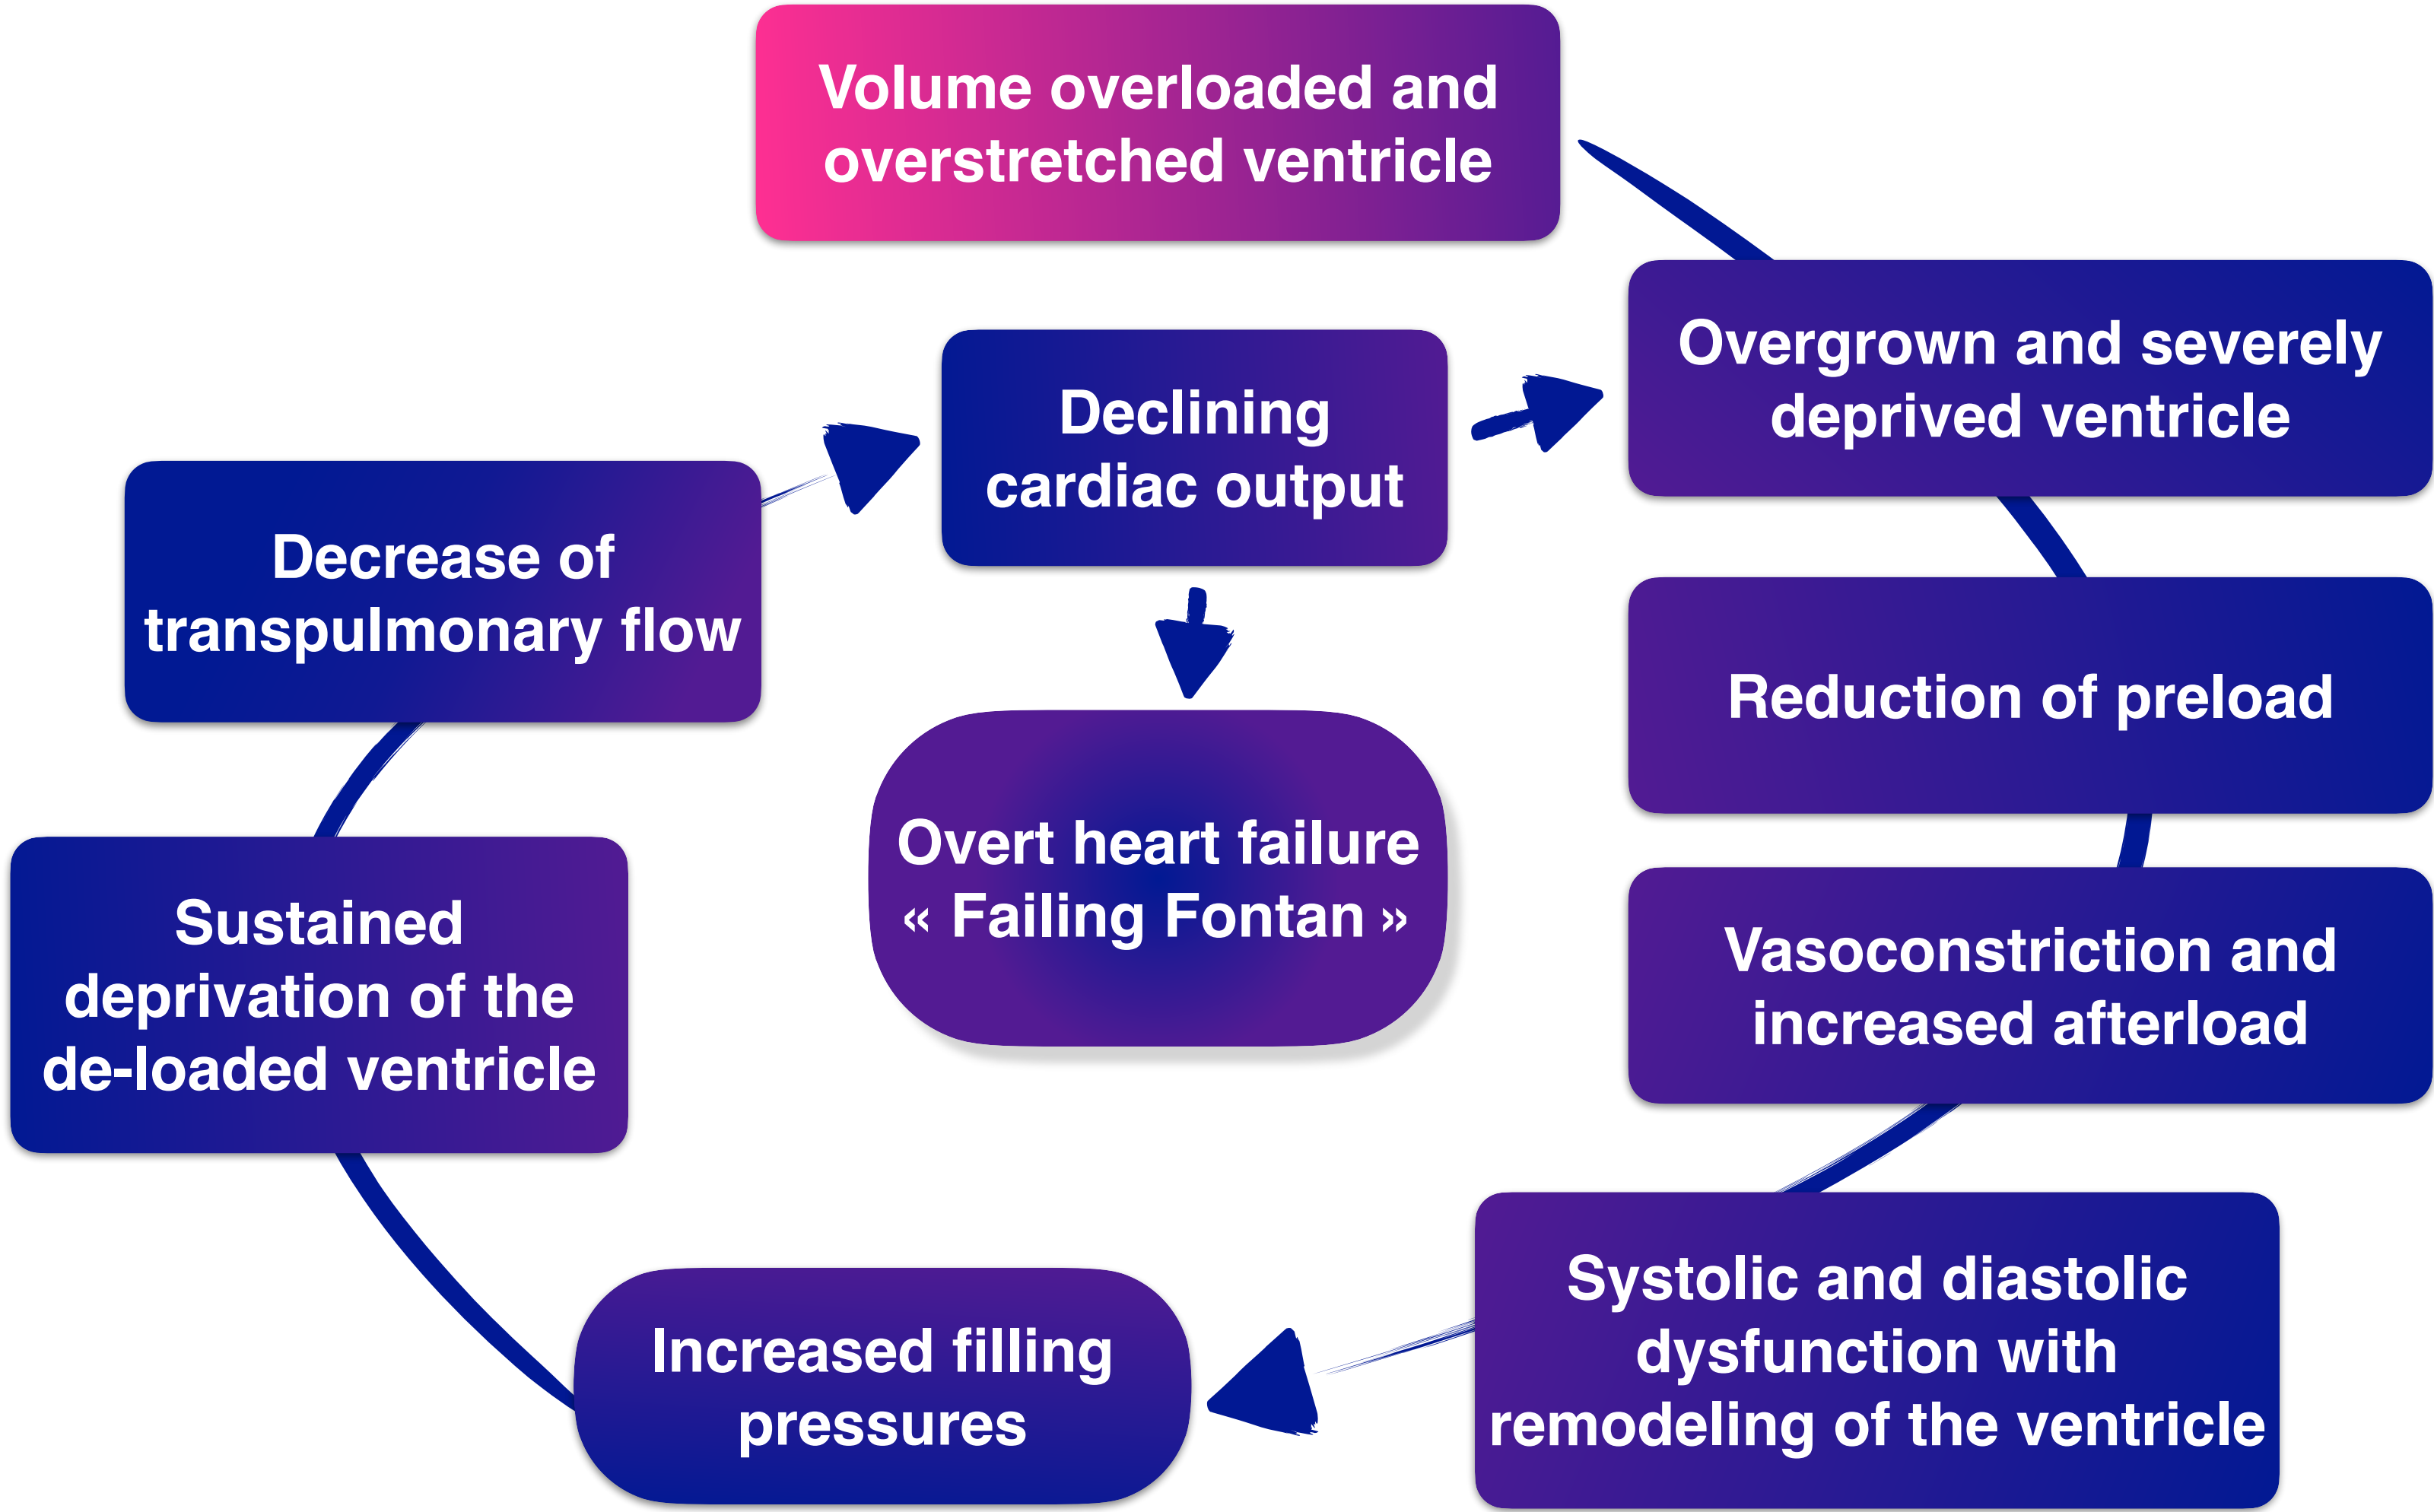 Volume overloaded and
overstretched ventricle
Overgrown and severely
deprived ventricle
Reduction of preload
Vasoconstriction and
increased afterload
Systolic and diastolic
dysfunction with
remodeling of the ventricle
Increased filling
pressures
Sustained
deprivation of the
de-loaded ventricle
Decrease of
transpulmonary flow
Declining
cardiac output
Overt heart failure
« Failing Fontan »